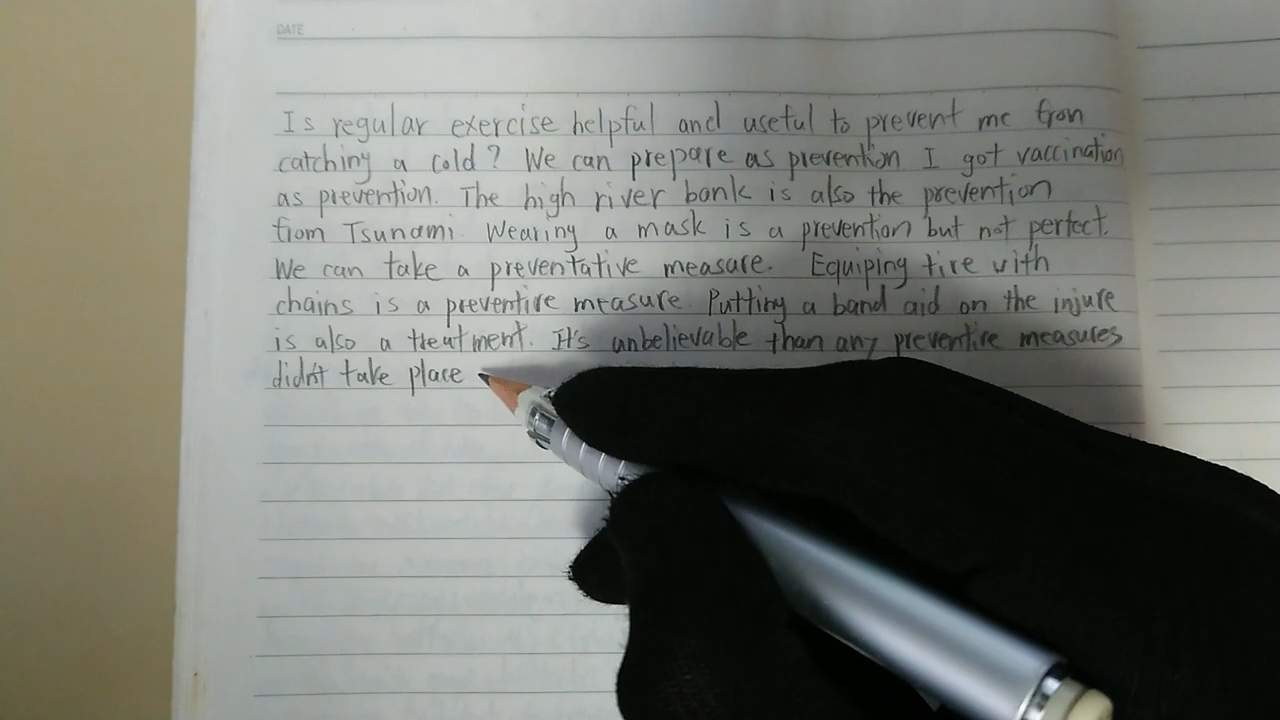 DATE
Is regular exercise helpful and useful to prevent me from
catching a cold? We can prepare as prevention. I got vaccination
as prevention. The high river bank is also the prevention
from Tsunami. Wearing a mask is a prevention but not perfect.
We can take a preventative measure. Equiping tire with
chains is a preventive measure. Putting a band aid on the injure
is also a treatment. It's unbelievable than any preventive measures
didn't take place